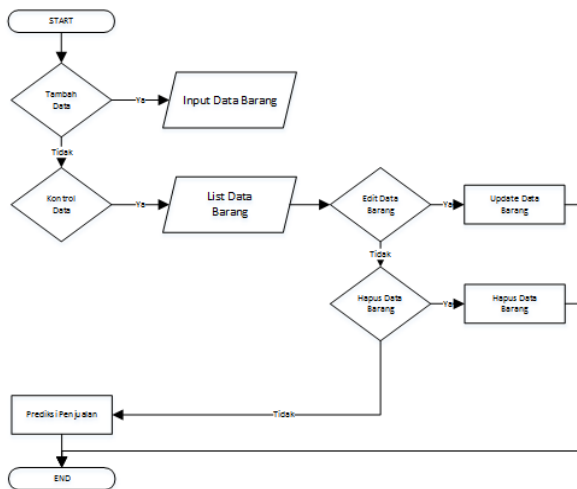 START
Tambah
Data
Ya
Input Data Barang
Tidak
Kontrol
Data
Ya
List Data
Barang
Edit Data
Barang
Ya
Update Data
Barang
Tidak
Hapus Data
Barang
Ya
Hapus Data
Barang
Tidak
Prediksi Penjualan
END